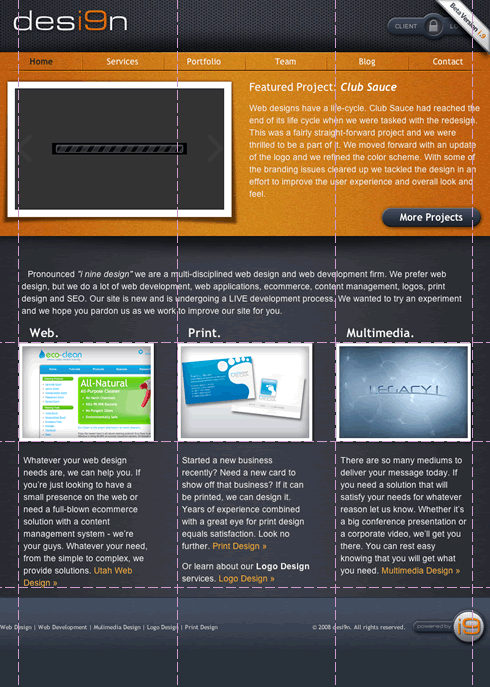 desi9n
CLIENT
Beta Version 1.9
Home Services Portfolio Team Blog Contact
Featured Project: Club Sauce
Web designs have a life-cycle. Club Sauce had reached the
end of its life cycle when we were tasked with the redesign.
This was a fairly straight-forward project and we were
thrilled to be a part of it. We moved forward with an update
of the logo and we refined the color scheme. With some of
the branding issues cleared up we tackled the design in an
effort to improve the user experience and overall look and
feel.
More Projects
Pronounced "i nine design" we are a multi-disciplined web design and web development firm. We prefer web
design, but we do a lot of web development, web applications, ecommerce, content management, logos, print
design and SEO. Our site is new and is undergoing a LIVE development process. We wanted to try an experiment
and we hope you pardon us as we work to improve our site for you.
Web.
eco-clean
All-Natural
All-Purpose Cleaner
Whatever your web design
needs are, we can help you. If
you're just looking to have a
small presence on the web or
need a full-blown ecommerce
solution with a content
management system - we're
your guys. Whatever your need,
from the simple to complex, we
provide solutions. Utah Web
Design »
Print.
Started a new business
recently? Need a new card to
show off that business? If it can
be printed, we can design it.
Years of experience combined
with a great eye for print design
equals satisfaction. Look no
further. Print Design »
Or learn about our Logo Design
services. Logo Design »
Multimedia.
LEGACY
There are so many mediums to
deliver your message today. If
you need a solution that will
satisfy your needs for whatever
reason let us know. Whether it's
a big conference presentation or
a corporate video, we'll get you
there. You can rest easy
knowing that you will get what
you need. Multimedia Design »
Web Design | Web Development | Mulimedia Design | Logo Design | Print Design
© 2008 desi9n. All rights reserved.
powered by i9